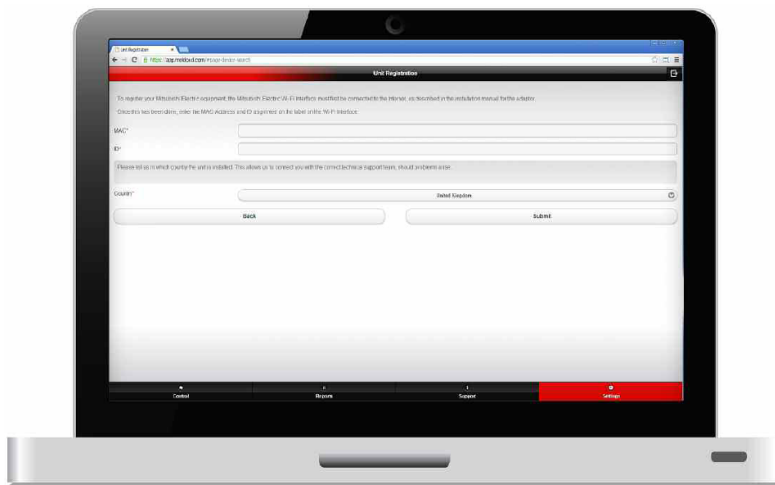 Unit Registration
https://app.melcloud.com/
Unit Registration
To register your Mitsubishi Electric equipment, the Mitsubishi Electric Wi-Fi Interface must first be connected to the internet, as described in the installation manual for the adaptor.
Once this has been done, enter the MAC Address and ID as printed on the label on the Wi-Fi Interface.
MAC*
ID*
Please tell us in which country the unit is installed. This allows us to connect you with the correct technical support team, should problems arise.
Country*
United Kingdom
Back
Submit
Control
Reports
Support
Settings